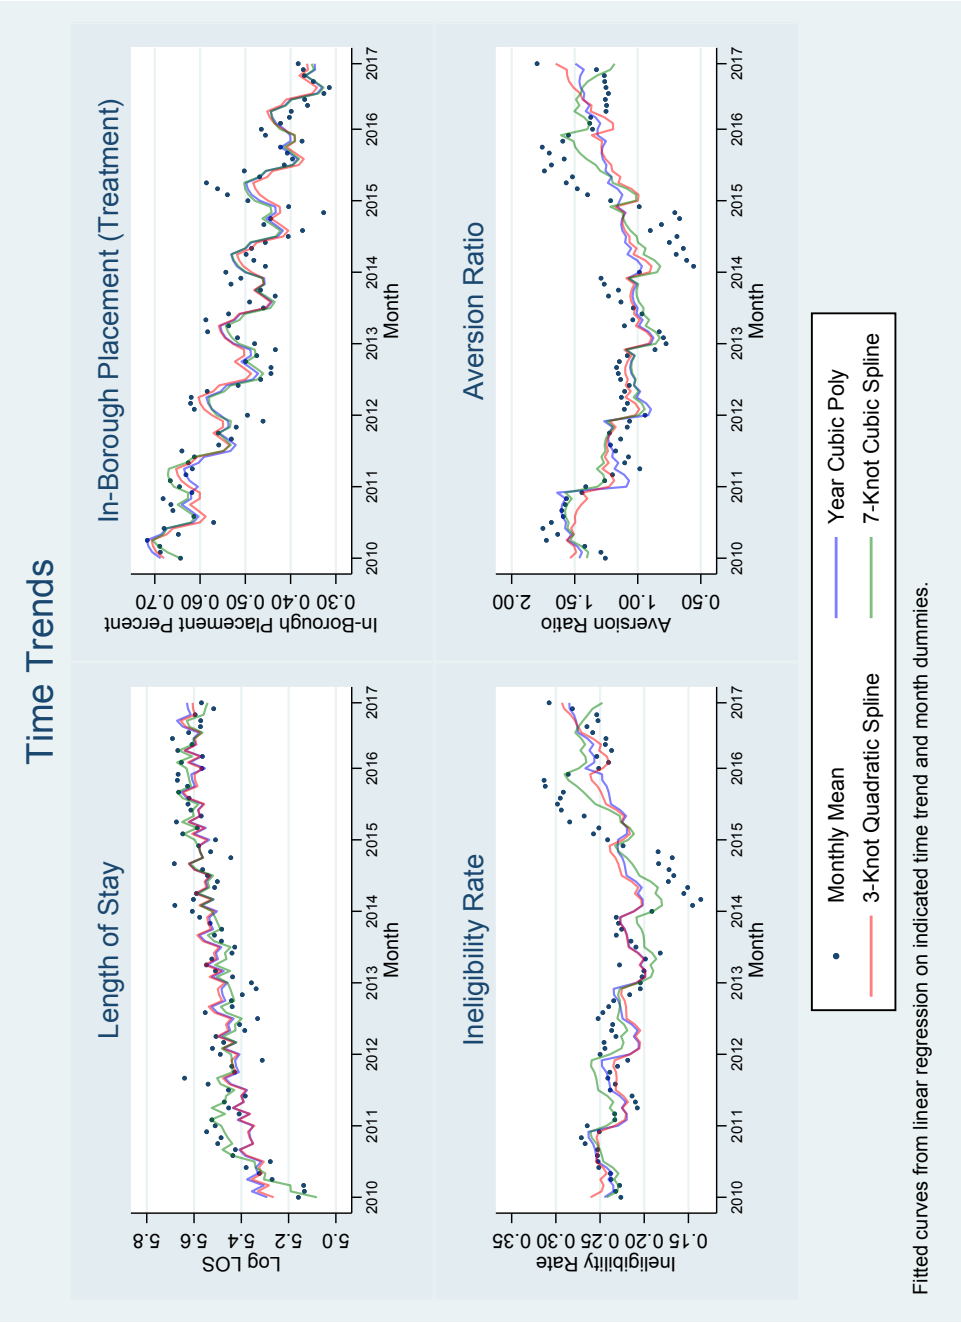 Time Trends
Length of Stay
Log LOS
5.0 5.2 5.4 5.6 5.8
2010 2011 2012 2013 2014 2015 2016 2017
Month
In-Borough Placement (Treatment)
In-Borough Placement Percent
0.30 0.40 0.50 0.60 0.70
2010 2011 2012 2013 2014 2015 2016 2017
Month
Ineligibility Rate
Ineligibility Rate
0.15 0.20 0.25 0.30 0.35
2010 2011 2012 2013 2014 2015 2016 2017
Month
Aversion Ratio
Aversion Ratio
0.50 1.00 1.50 2.00
2010 2011 2012 2013 2014 2015 2016 2017
Month
Monthly Mean Year Cubic Poly
3-Knot Quadratic Spline 7-Knot Cubic Spline
Fitted curves from linear regression on indicated time trend and month dummies.